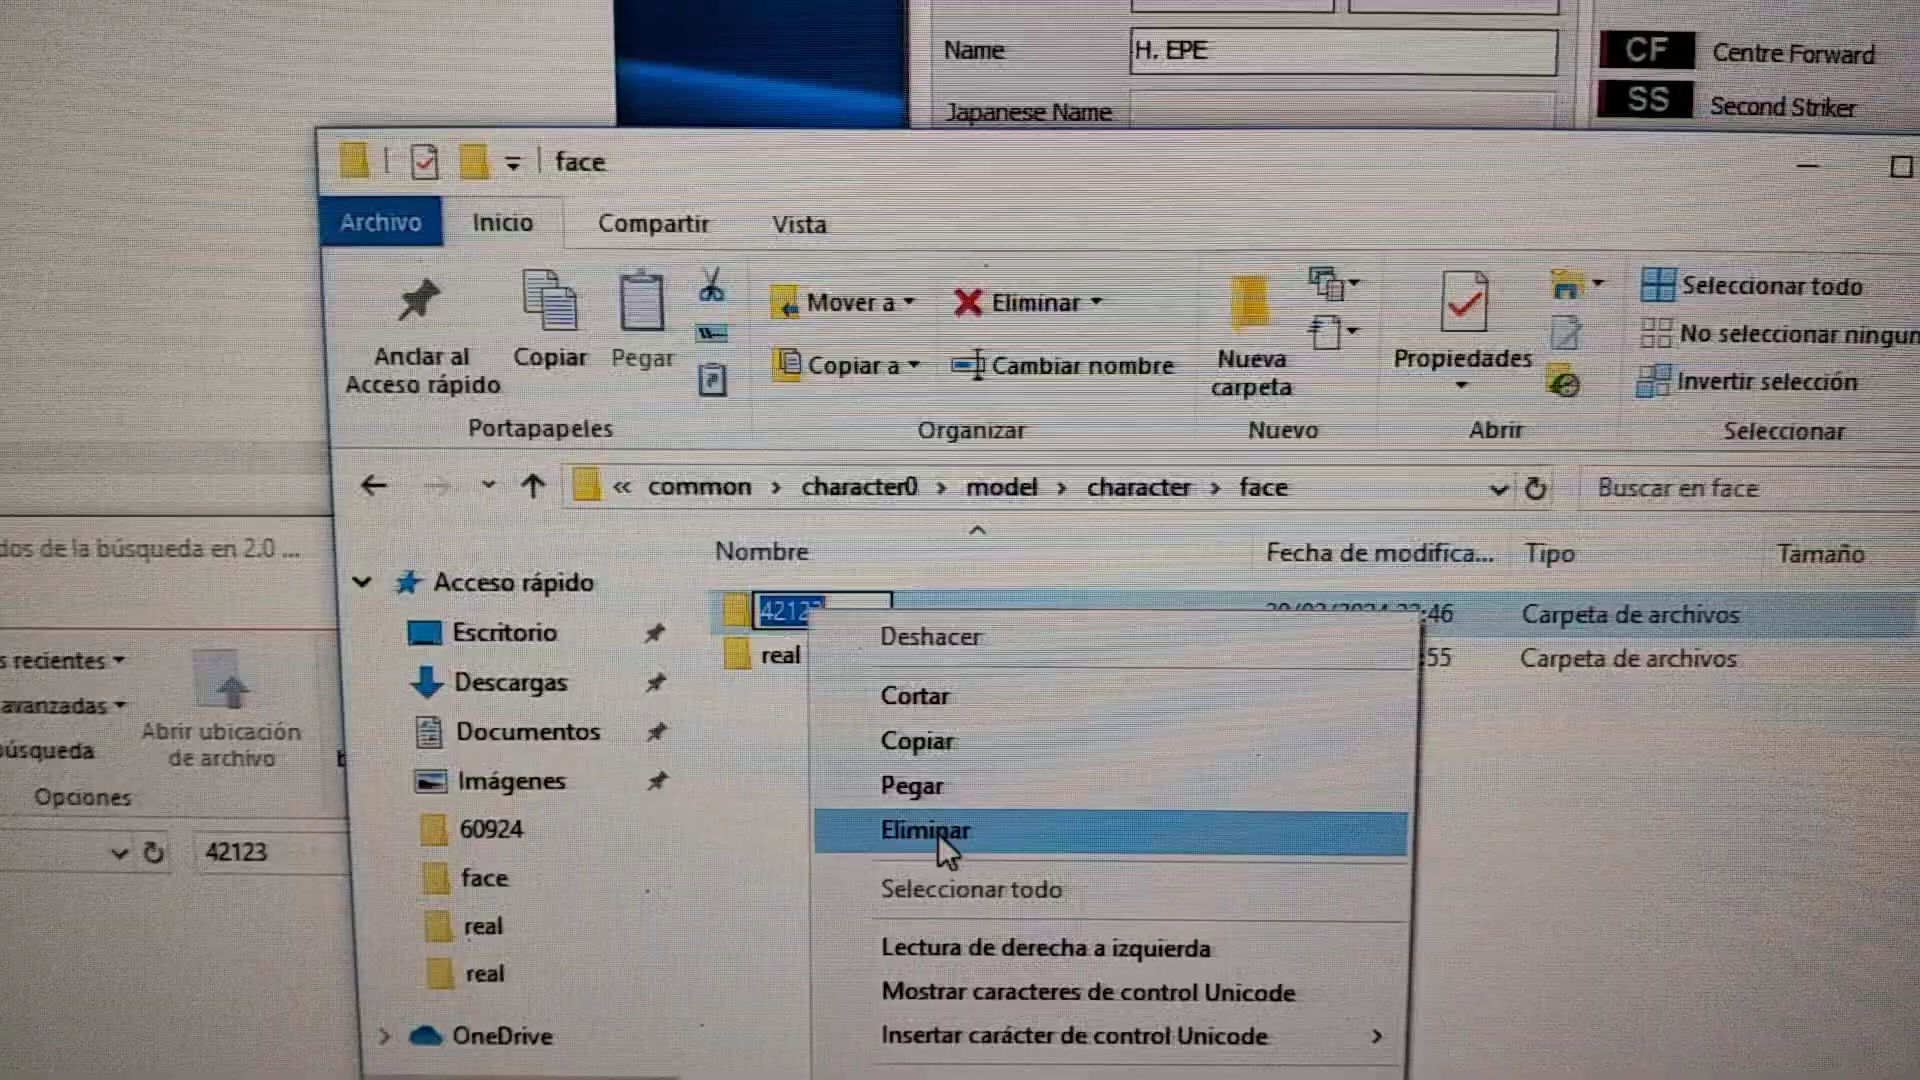 Name
H. EPE
CF
Centre Forward
Japanese Name
SS
Second Striker
face
Archivo
Inicio
Compartir
Vista
Anclar al
Acceso rápido
Copiar
Pegar
Mover a
Copiar a
Eliminar
Cambiar nombre
Nueva
carpeta
Propiedades
Seleccionar todo
No seleccionar ningun
Invertir selección
Portapapeles
Organizar
Nuevo
Abrir
Seleccionar
« common > character0 > model > character > face
Buscar en face
dos de la búsqueda en 2.0 ...
Nombre
Fecha de modifica...
Tipo
Tamaño
Acceso rápido
42123
:46
Carpeta de archivos
Escritorio
real
:55
Carpeta de archivos
Descargas
Documentos
Imágenes
60924
face
real
real
OneDrive
Deshacer
Cortar
Copiar
Pegar
Eliminar
Seleccionar todo
Lectura de derecha a izquierda
Mostrar caracteres de control Unicode
Insertar carácter de control Unicode
s recientes
avanzadas
búsqueda
Abrir ubicación
de archivo
Opciones
42123